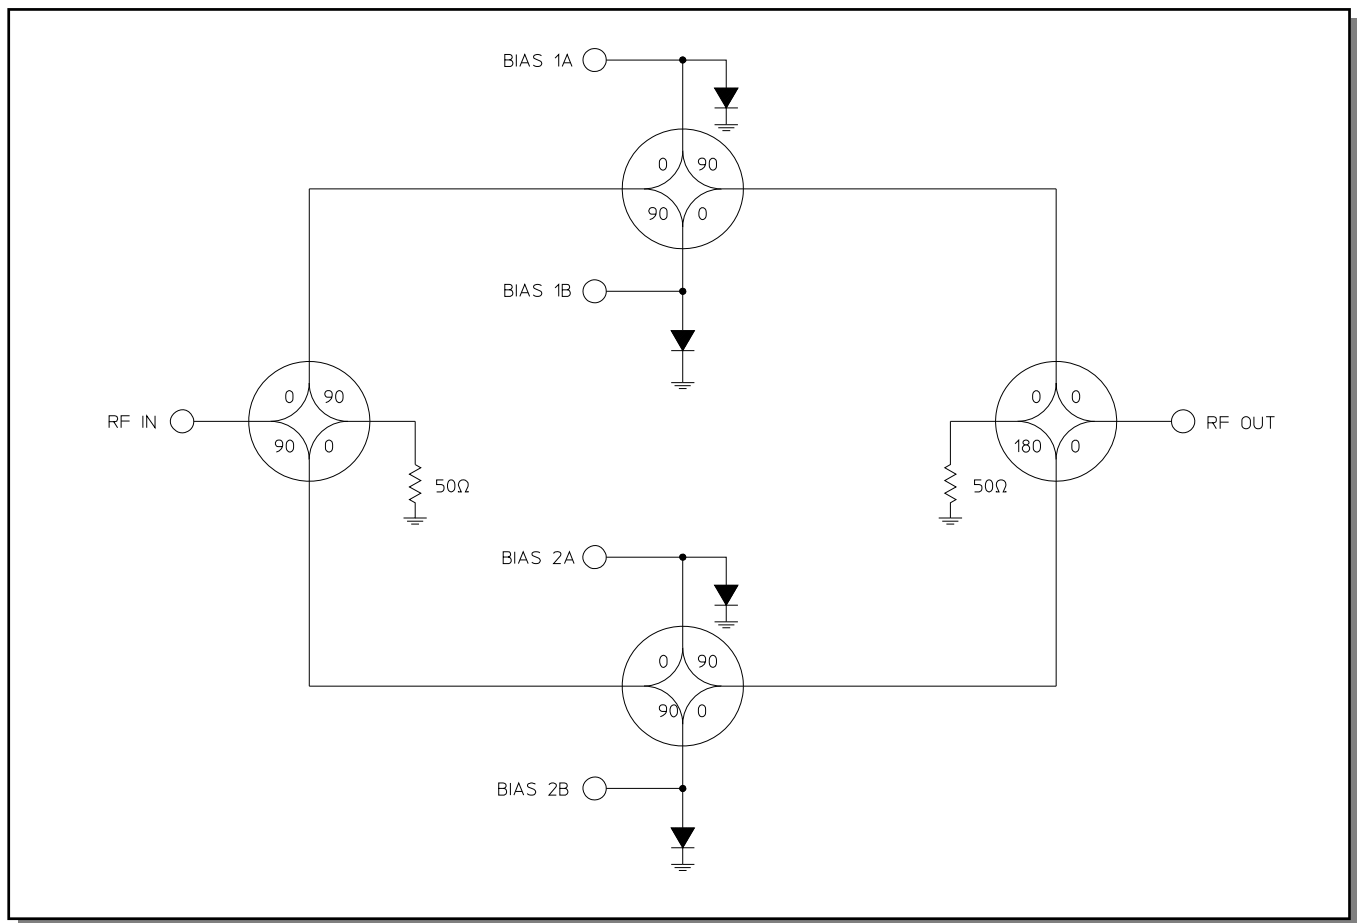 BIAS 1A
0 90
90 0
BIAS 1B
0 90
90 0
RF IN
50Ω
0 0
180 0
RF OUT
50Ω
BIAS 2A
0 90
90 0
BIAS 2B